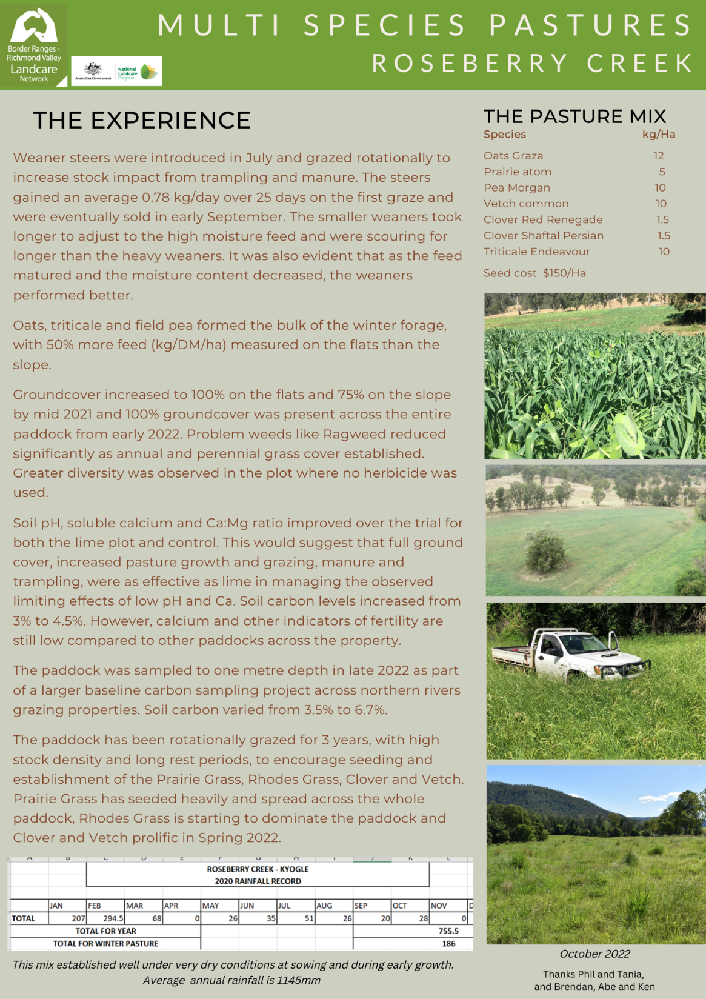 MULTI SPECIES PASTURES
ROSEBERRY CREEK
Border Ranges -
Richmond Valley
Landcare
Network
Australian Government
National
Landcare
Program
THE EXPERIENCE
Weaner steers were introduced in July and grazed rotationally to
increase stock impact from trampling and manure. The steers
gained an average 0.78 kg/day over 25 days on the first graze and
were eventually sold in early September. The smaller weaners took
longer to adjust to the high moisture feed and were scouring for
longer than the heavy weaners. It was also evident that as the feed
matured and the moisture content decreased, the weaners
performed better.
Oats, triticale and field pea formed the bulk of the winter forage,
with 50% more feed (kg/DM/ha) measured on the flats than the
slope.
Groundcover increased to 100% on the flats and 75% on the slope
by mid 2021 and 100% groundcover was present across the entire
paddock from early 2022. Problem weeds like Ragweed reduced
significantly as annual and perennial grass cover established.
Greater diversity was observed in the plot where no herbicide was
used.
Soil pH, soluble calcium and Ca:Mg ratio improved over the trial for
both the lime plot and control. This would suggest that full ground
cover, increased pasture growth and grazing, manure and
trampling, were as effective as lime in managing the observed
limiting effects of low pH and Ca. Soil carbon levels increased from
3% to 4.5%. However, calcium and other indicators of fertility are
still low compared to other paddocks across the property.
The paddock was sampled to one metre depth in late 2022 as part
of a larger baseline carbon sampling project across northern rivers
grazing properties. Soil carbon varied from 3.5% to 6.7%.
The paddock has been rotationally grazed for 3 years, with high
stock density and long rest periods, to encourage seeding and
establishment of the Prairie Grass, Rhodes Grass, Clover and Vetch.
Prairie Grass has seeded heavily and spread across the whole
paddock, Rhodes Grass is starting to dominate the paddock and
Clover and Vetch prolific in Spring 2022.
A B C D E F G H I J K L
ROSEBERRY CREEK - KYOGLE
2020 RAINFALL RECORD
JAN FEB MAR APR MAY JUN JUL AUG SEP OCT NOV D
TOTAL 207 294.5 68 0 26 35 51 26 20 28 0
TOTAL FOR YEAR 755.5
TOTAL FOR WINTER PASTURE 186
This mix established well under very dry conditions at sowing and during early growth.
Average annual rainfall is 1145mm
THE PASTURE MIX
Species kg/Ha
Oats Graza 12
Prairie atom 5
Pea Morgan 10
Vetch common 10
Clover Red Renegade 1.5
Clover Shaftal Persian 1.5
Triticale Endeavour 10
Seed cost $150/Ha
October 2022
Thanks Phil and Tania,
and Brendan, Abe and Ken